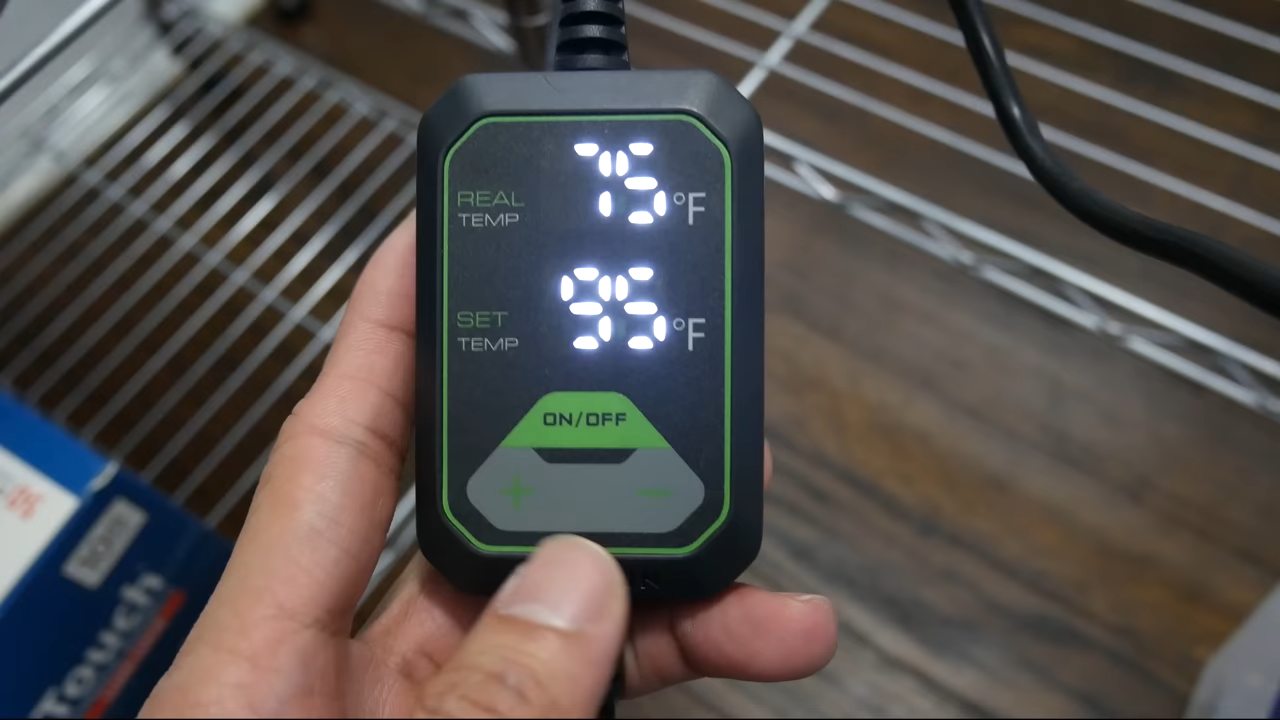 75
REAL
TEMP
°F
95
SET
TEMP
°F
ON/OFF
+ −
Touch